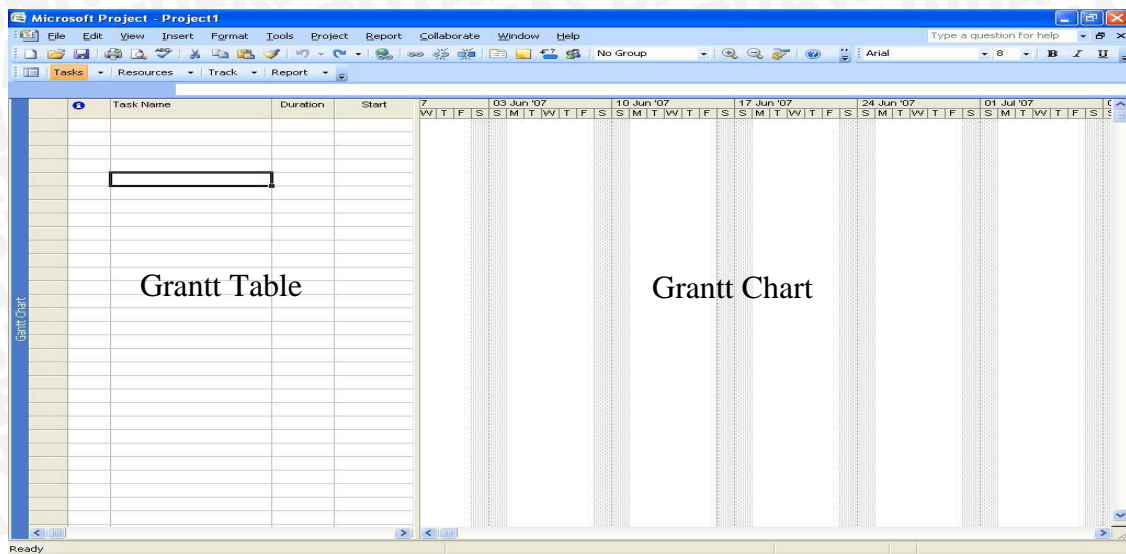 Microsoft Project - Project1
File Edit View Insert Format Tools Project Report Collaborate Window Help Type a question for help
No Group Arial 8 B I U
Tasks Resources Track Report
Task Name Duration Start 7 03 Jun '07 10 Jun '07 17 Jun '07 24 Jun '07 01 Jul '07
W T F S S M T W T F S S M T W T F S S M T W T F S S M T W T F S S M T W T F S
Grantt Table Grantt Chart
Gantt Chart
Ready